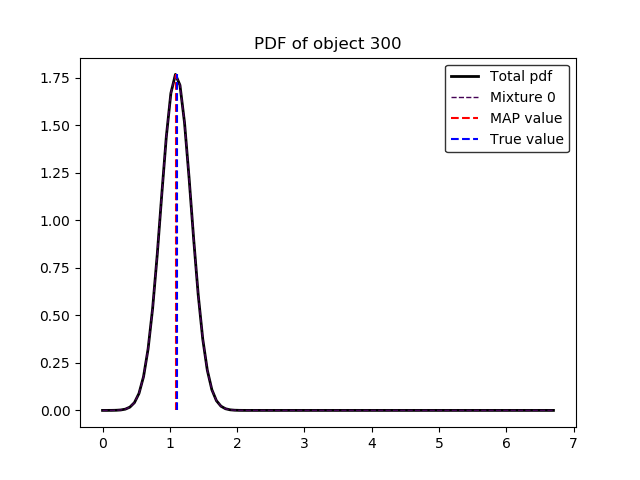 PDF of object 300
1.75
1.50
1.25
1.00
0.75
0.50
0.25
0.00
Total pdf
Mixture 0
MAP value
True value
0 1 2 3 4 5 6 7